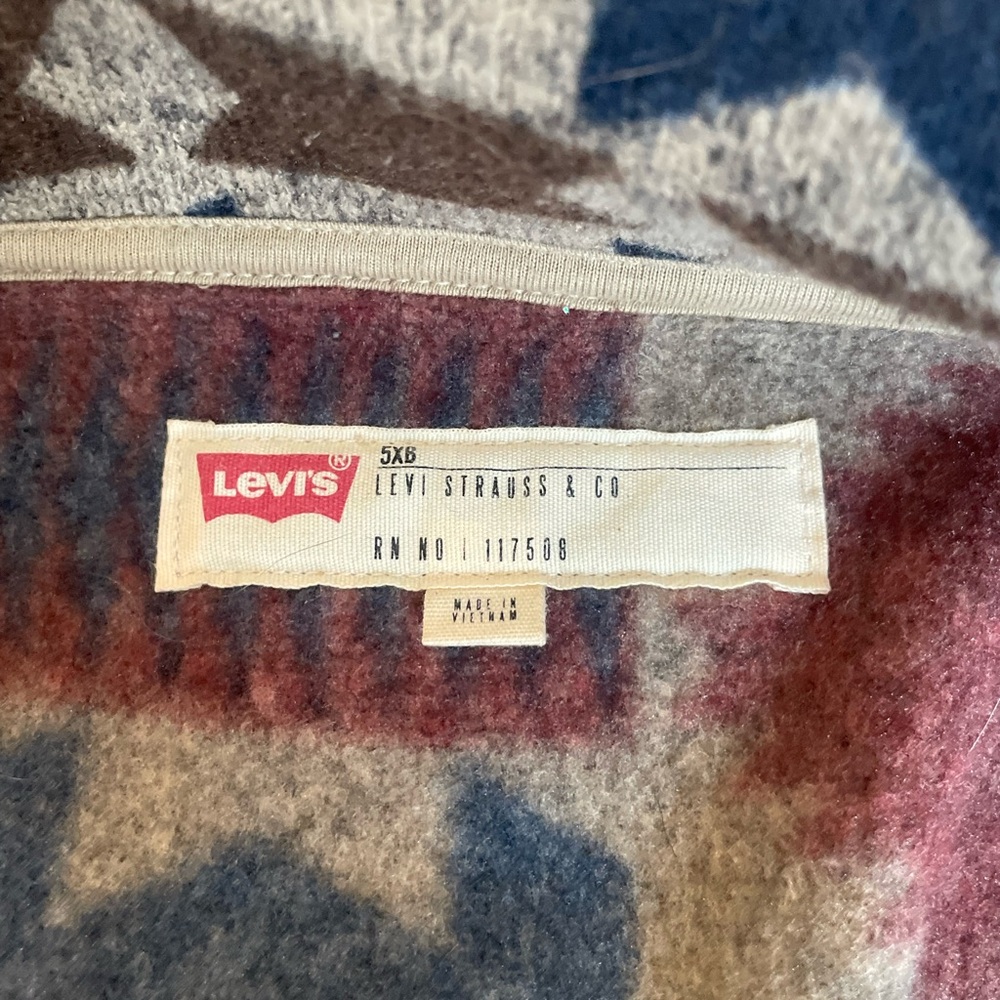 LEVI'S®
5XB
LEVI STRAUSS & CO
RN NO | 117508
MADE IN
VIETNAM